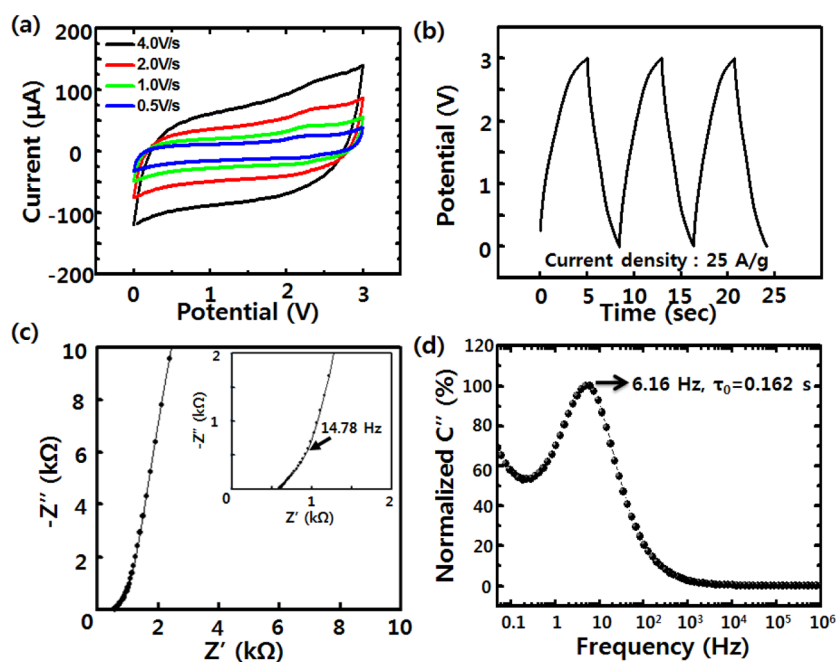 (a)
4.0V/s
2.0V/s
1.0V/s
0.5V/s
200
100
0
-100
-200
Current (µA)
0
1
2
3
Potential (V)
(b)
3
2
1
0
Potential (V)
Current density : 25 A/g
0
5
10
15
20
25
Time (sec)
(c)
10
8
6
4
2
0
-Z″ (kΩ)
0
2
4
6
8
10
Z′ (kΩ)
2
1
0
-Z″ (kΩ)
14.78 Hz
0
1
2
Z′ (kΩ)
(d)
120
100
80
60
40
20
0
Normalized C″ (%)
6.16 Hz, τ₀=0.162 s
0.1
1
10
10²
10³
10⁴
10⁵
10⁶
Frequency (Hz)